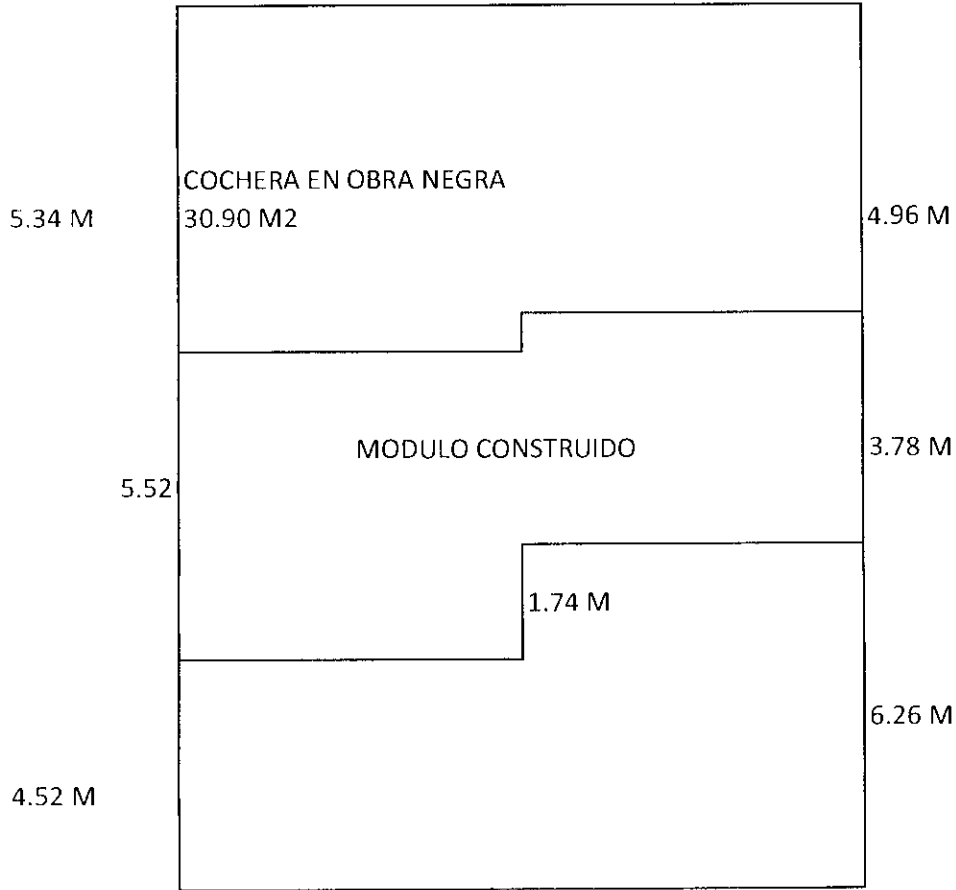 COCHERA EN OBRA NEGRA
5.34 M
30.90 M2
4.96 M
MODULO CONSTRUIDO
3.78 M
5.52
1.74 M
6.26 M
4.52 M